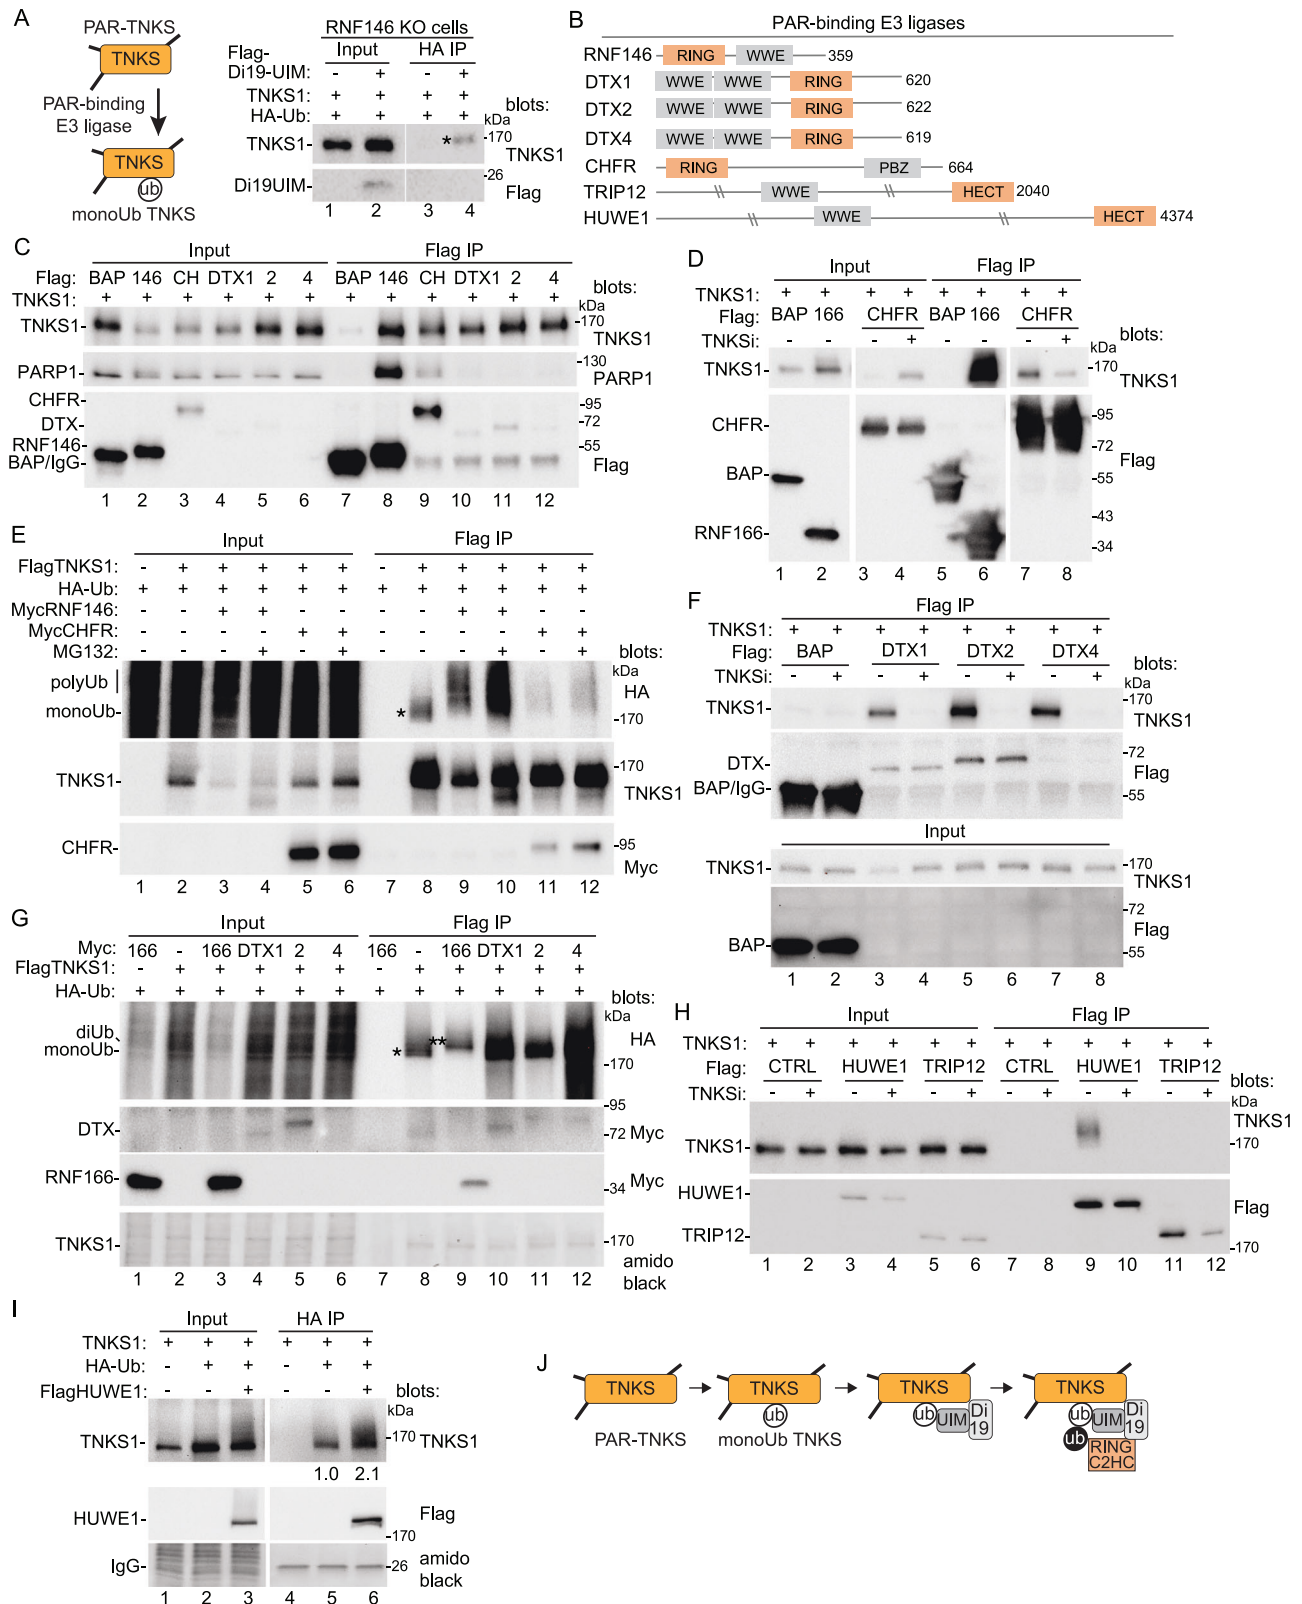 A
PAR-TNKS
TNKS
PAR-binding
E3 ligase
TNKS
ub
monoUb TNKS
RNF146 KO cells
Input HA IP
Flag-
Di19-UIM: - + - +
TNKS1: + + + +
HA-Ub: + + + +
blots:
kDa
TNKS1- * -170 TNKS1
Di19UIM- -26 Flag
1 2 3 4
B
PAR-binding E3 ligases
RNF146 RING WWE 359
DTX1 WWE WWE RING 620
DTX2 WWE WWE RING 622
DTX4 WWE WWE RING 619
CHFR RING PBZ 664
TRIP12 // WWE // HECT 2040
HUWE1 // WWE // HECT 4374
C
Input Flag IP
Flag: BAP 146 CH DTX1 2 4 BAP 146 CH DTX1 2 4
blots:
TNKS1: + + + + + + + + + + + +
kDa
TNKS1- -170 TNKS1
PARP1- -130 PARP1
CHFR -95
DTX -72
RNF146 -55
BAP/IgG- Flag
1 2 3 4 5 6 7 8 9 10 11 12
D
Input Flag IP
TNKS1: + + + + + + + +
Flag: BAP 166 CHFR BAP 166 CHFR
TNKSi: - - - + - - - +
blots:
kDa
TNKS1- -170 TNKS1
CHFR -95
-72 Flag
BAP -55
-43
RNF166 -34
1 2 3 4 5 6 7 8
E
Input Flag IP
FlagTNKS1: - + + + + + - + + + + +
HA-Ub: + + + + + + + + + + + +
MycRNF146: - - + + - - - - + + - -
MycCHFR: - - - - + + - - - - + +
MG132: - - - + - + - - - + - +
blots:
kDa
polyUb HA
monoUb- * 170
TNKS1- -170 TNKS1
CHFR- -95 Myc
1 2 3 4 5 6 7 8 9 10 11 12
F
Flag IP
TNKS1: + + + + + + + +
Flag: BAP DTX1 DTX2 DTX4
TNKSi: - + - + - + - +
blots:
kDa
TNKS1- -170 TNKS1
DTX- -72 Flag
BAP/IgG- -55
Input
TNKS1- -170 TNKS1
-72 Flag
BAP- -55
1 2 3 4 5 6 7 8
G
Input Flag IP
Myc: 166 - 166 DTX1 2 4 166 - 166 DTX1 2 4
FlagTNKS1: - + + + + + - + + + + +
HA-Ub: + + + + + + + + + + + +
blots:
kDa
diUb HA
monoUb- * ** -170
-95
DTX- -72 Myc
RNF166- -34 Myc
TNKS1- -170 amido black
1 2 3 4 5 6 7 8 9 10 11 12
H
Input Flag IP
TNKS1: + + + + + + + + + + + +
Flag: CTRL HUWE1 TRIP12 CTRL HUWE1 TRIP12
TNKSi: - + - + - + - + - + - +
blots:
kDa
TNKS1
TNKS1- -170
HUWE1- Flag
TRIP12- -170
1 2 3 4 5 6 7 8 9 10 11 12
I
Input HA IP
TNKS1: + + + + + +
HA-Ub: - + + - + +
FlagHUWE1: - - + - - +
blots:
kDa
TNKS1- -170 TNKS1
1.0 2.1
HUWE1- Flag
-170
IgG- -26 amido black
1 2 3 4 5 6
J
TNKS TNKS TNKS TNKS
ub ub UIM Di 19 ub UIM Di 19
ub RING C2HC
PAR-TNKS monoUb TNKS